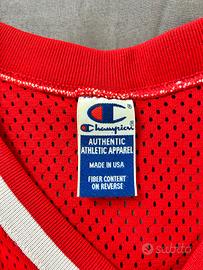 Champion
AUTHENTIC
ATHLETIC APPAREL
MADE IN USA
FIBER CONTENT
ON REVERSE
subito